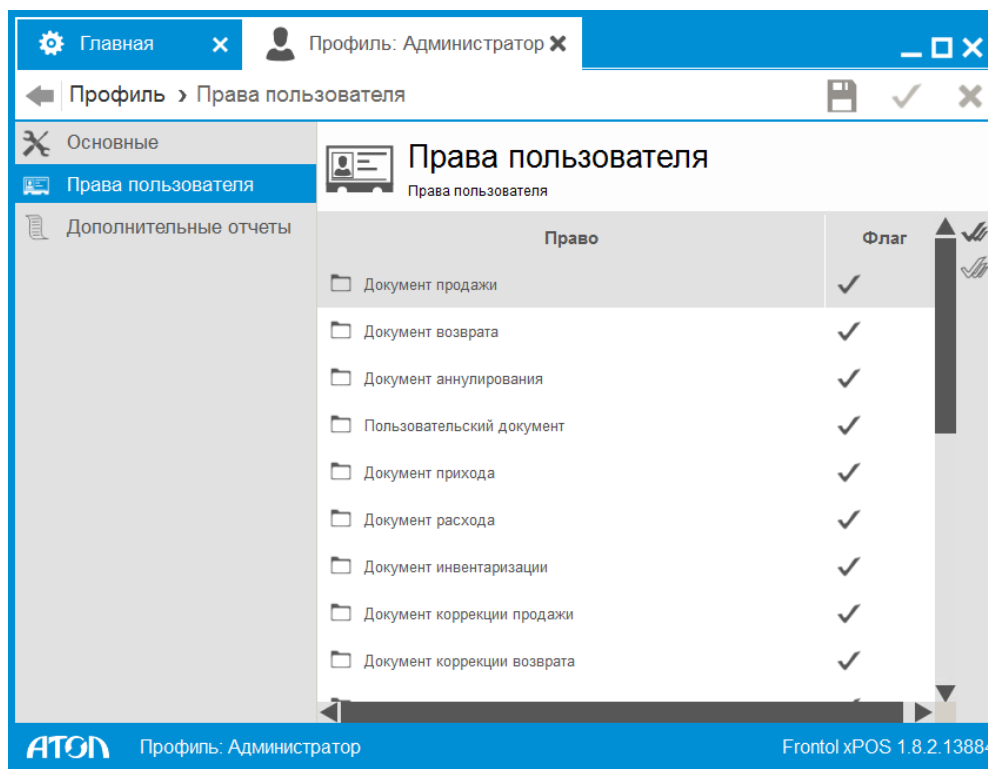 Главная
Профиль: Администратор
Профиль › Права пользователя
Основные
Права пользователя
Дополнительные отчеты
Права пользователя
Права пользователя
Право Флаг
Документ продажи
Документ возврата
Документ аннулирования
Пользовательский документ
Документ прихода
Документ расхода
Документ инвентаризации
Документ коррекции продажи
Документ коррекции возврата
АТОЛ Профиль: Администратор Frontol xPOS 1.8.2.13884